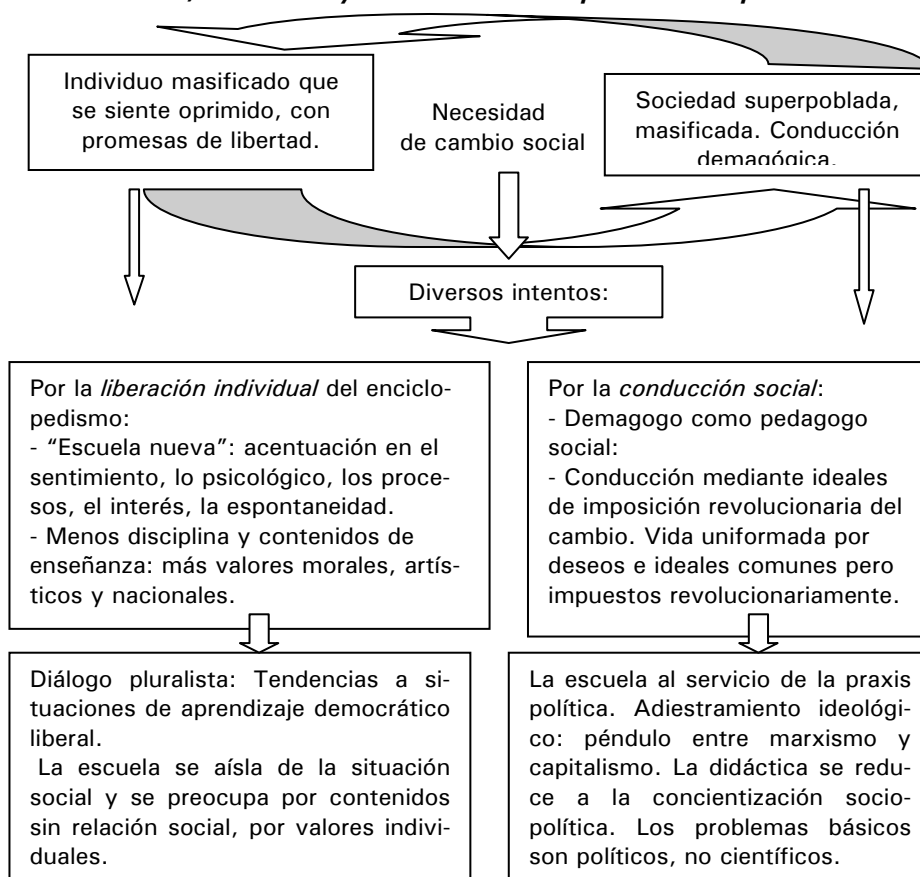 Individuo masificado que
se siente oprimido, con
promesas de libertad.
Necesidad
de cambio social
Sociedad superpoblada,
masificada. Conducción
demagógica.
Diversos intentos:
Por la liberación individual del enciclo-
pedismo:
- “Escuela nueva”: acentuación en el
sentimiento, lo psicológico, los proce-
sos, el interés, la espontaneidad.
- Menos disciplina y contenidos de
enseñanza: más valores morales, artís-
ticos y nacionales.
Por la conducción social:
- Demagogo como pedagogo
social:
- Conducción mediante ideales
de imposición revolucionaria del
cambio. Vida uniformada por
deseos e ideales comunes pero
impuestos revolucionariamente.
Diálogo pluralista: Tendencias a si-
tuaciones de aprendizaje democrático
liberal.
La escuela se aísla de la situación
social y se preocupa por contenidos
sin relación social, por valores indivi-
duales.
La escuela al servicio de la praxis
política. Adiestramiento ideológi-
co: péndulo entre marxismo y
capitalismo. La didáctica se redu-
ce a la concientización socio-
política. Los problemas básicos
son políticos, no científicos.